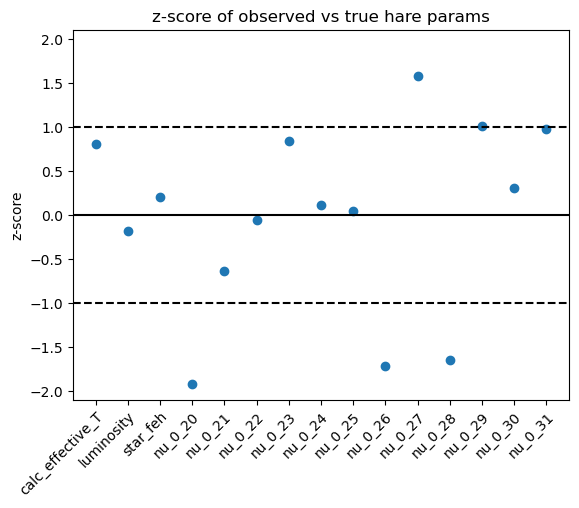 z-score of observed vs true hare params
2.0
1.5
1.0
0.5
0.0
−0.5
−1.0
−1.5
−2.0
z-score
calc_effective_T
luminosity
star_feh
nu_0_20
nu_0_21
nu_0_22
nu_0_23
nu_0_24
nu_0_25
nu_0_26
nu_0_27
nu_0_28
nu_0_29
nu_0_30
nu_0_31